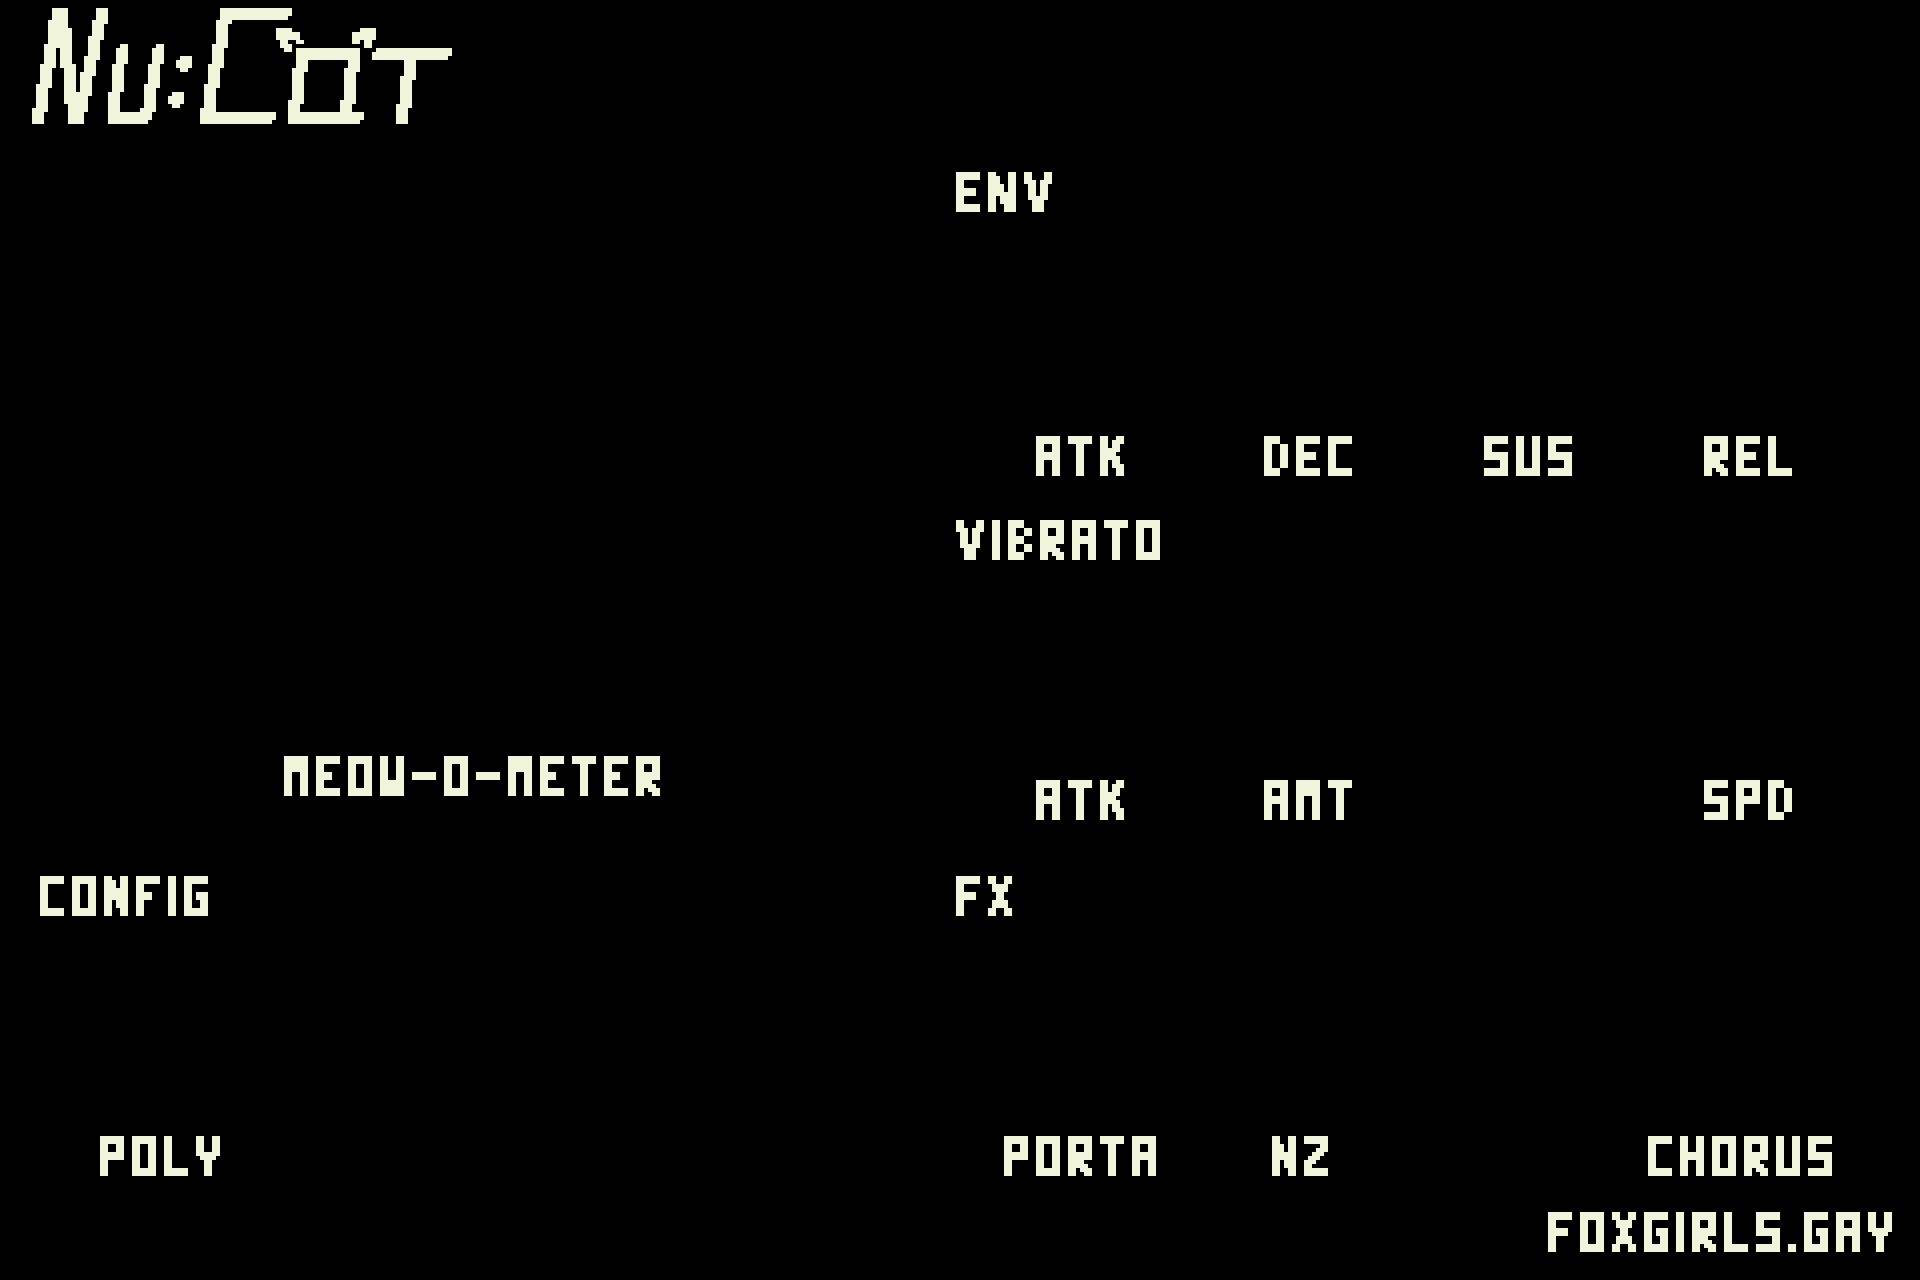 Nu:Cat
ENV
ATK DEC SUS REL
VIBRATO
MEOW-O-METER
ATK AMT SPD
CONFIG
FX
POLY
PORTA NZ CHORUS
FOXGIRLS.GAY